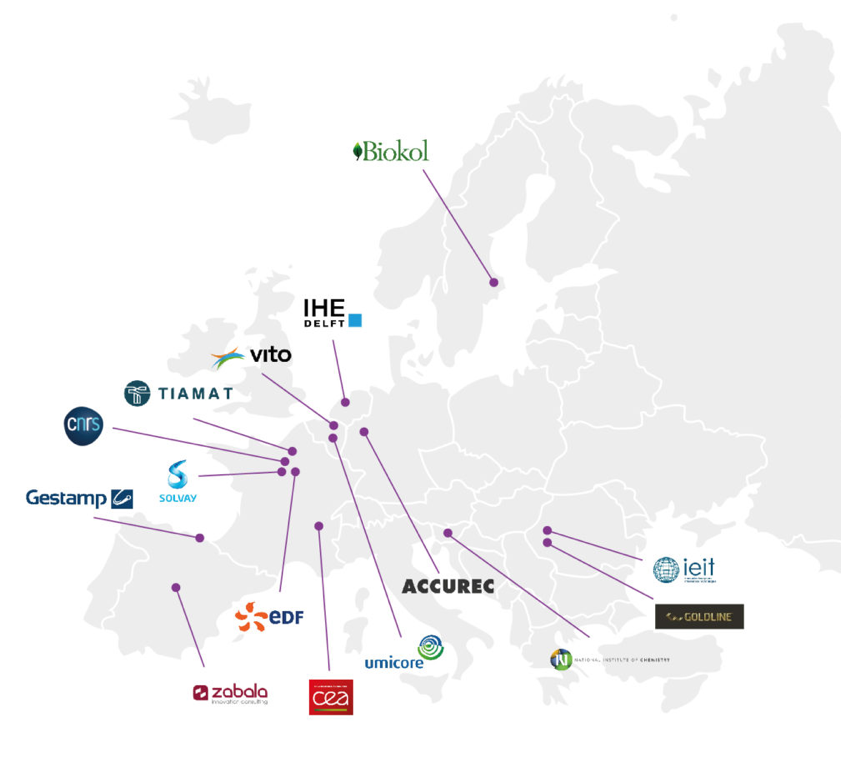 Biokol
IHE
DELFT
vito
TIAMAT
cnrs
SOLVAY
Gestamp
ieit
ACCUREC
GOLDLINE
eDF
umicore
NATIONAL INSTITUTE OF CHEMISTRY
zabala
innovation consulting
cea